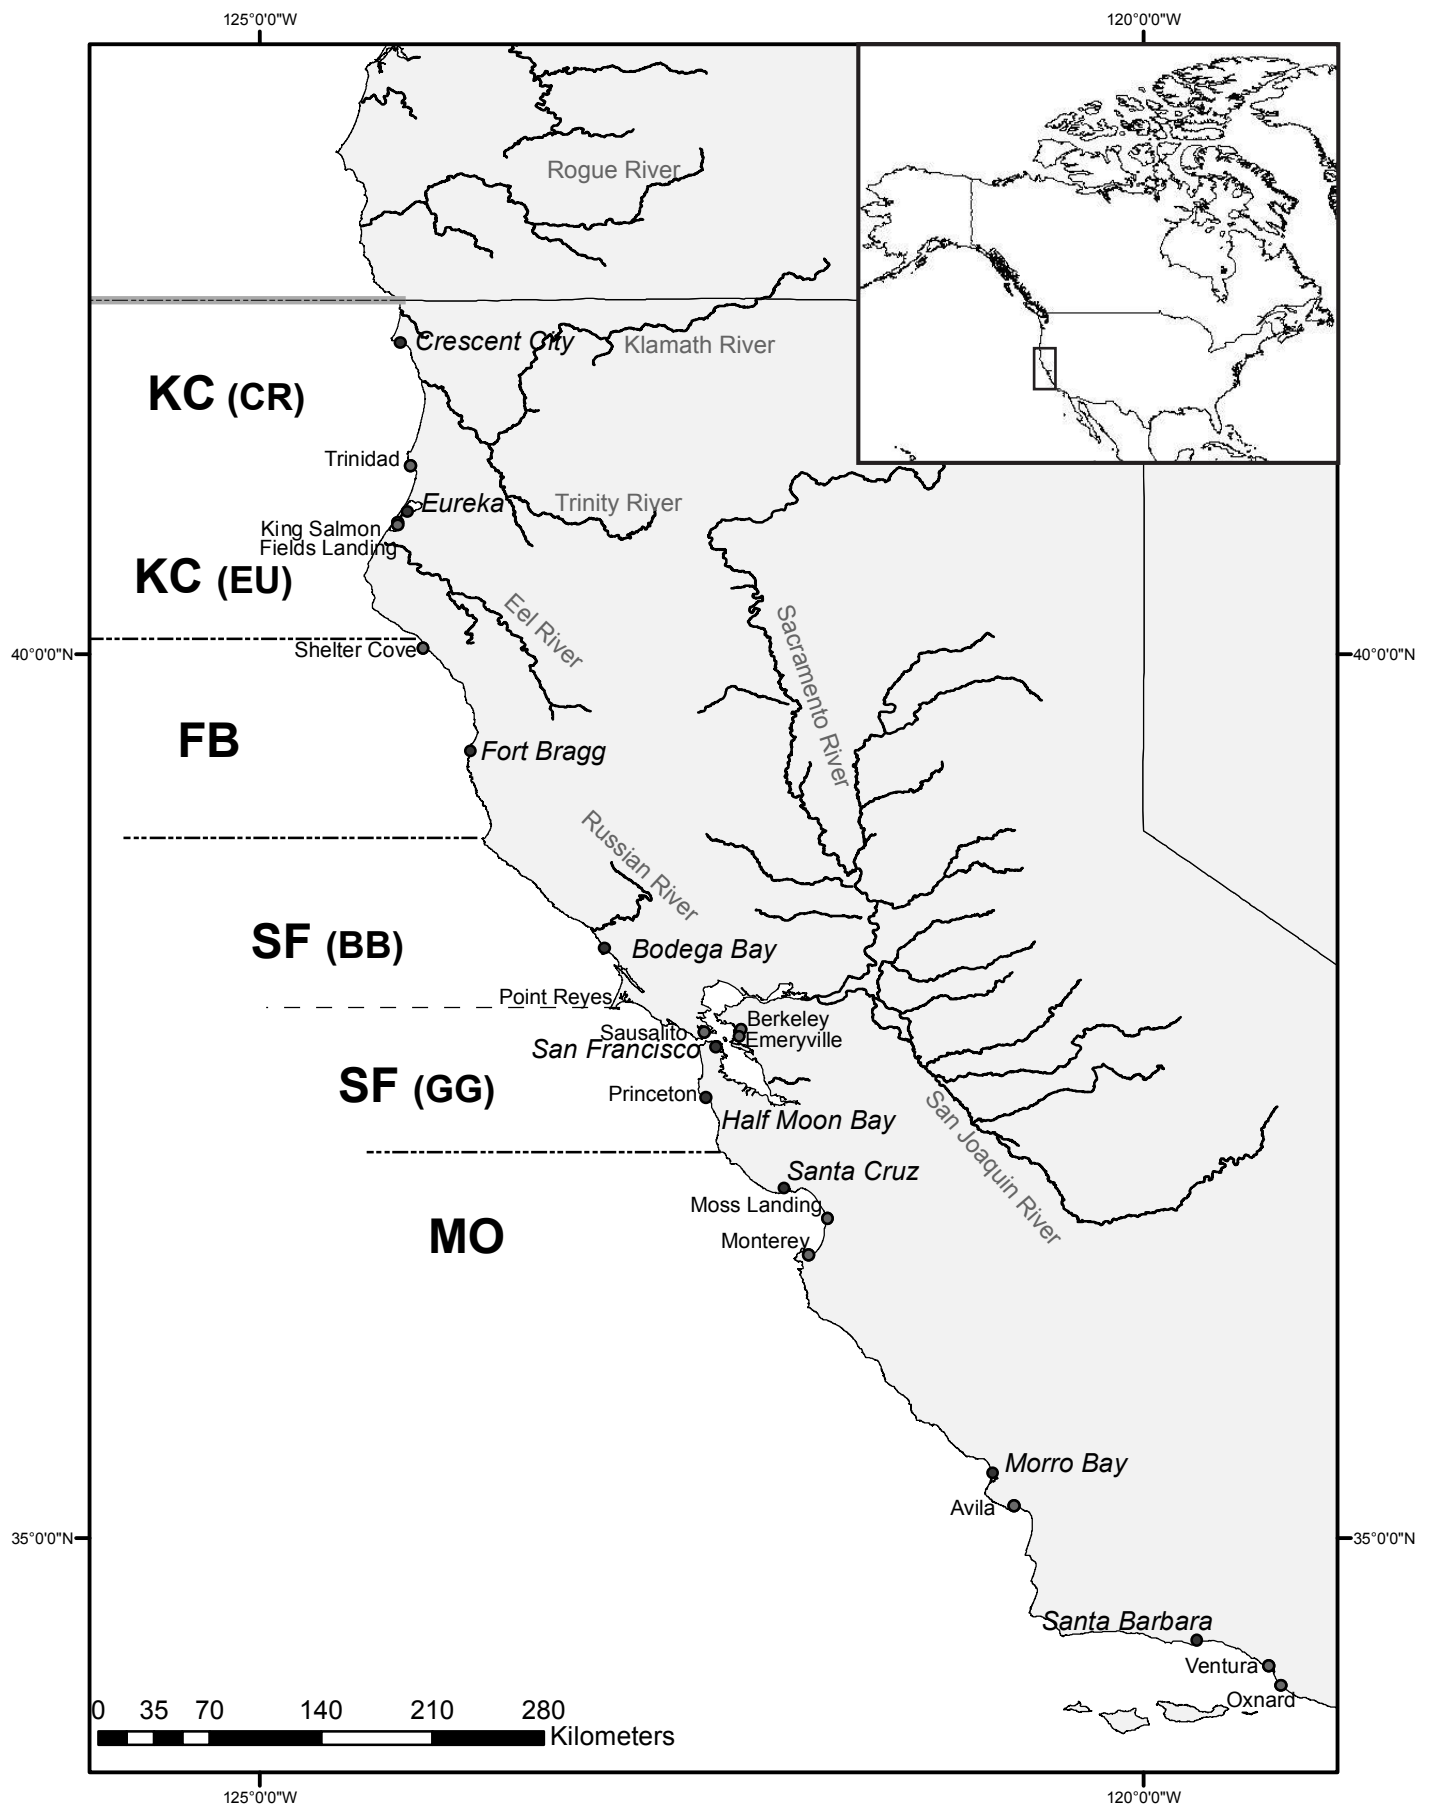 125°0'0"W
120°0'0"W
Rogue River
Crescent City
Klamath River
KC (CR)
Trinidad
Eureka
Trinity River
King Salmon
Fields Landing
KC (EU)
Eel River
Sacramento River
Shelter Cove
40°0'0"N
40°0'0"N
FB
Fort Bragg
Russian River
SF (BB)
Bodega Bay
Point Reyes
Berkeley
Sausalito
Emeryville
San Francisco
SF (GG)
Princeton
Half Moon Bay
San Joaquin River
Santa Cruz
Moss Landing
MO
Monterey
Morro Bay
Avila
35°0'0"N
35°0'0"N
Santa Barbara
Ventura
Oxnard
0 35 70 140 210 280
Kilometers
125°0'0"W
120°0'0"W